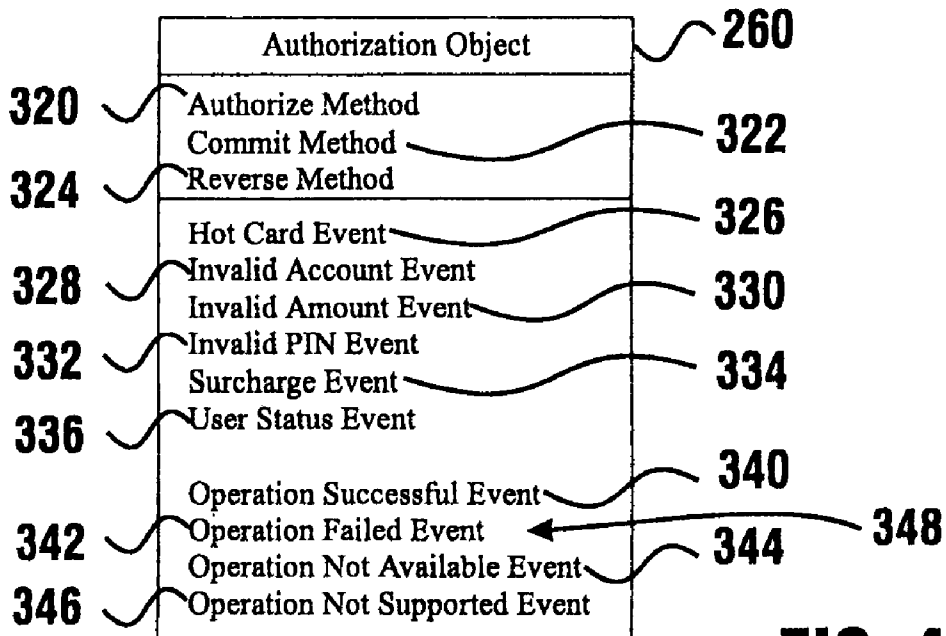 Authorization Object 260
320 Authorize Method
Commit Method 322
324 Reverse Method
Hot Card Event 326
328 Invalid Account Event
Invalid Amount Event 330
332 Invalid PIN Event
Surcharge Event 334
336 User Status Event
Operation Successful Event 340
342 Operation Failed Event 348
Operation Not Available Event 344
346 Operation Not Supported Event